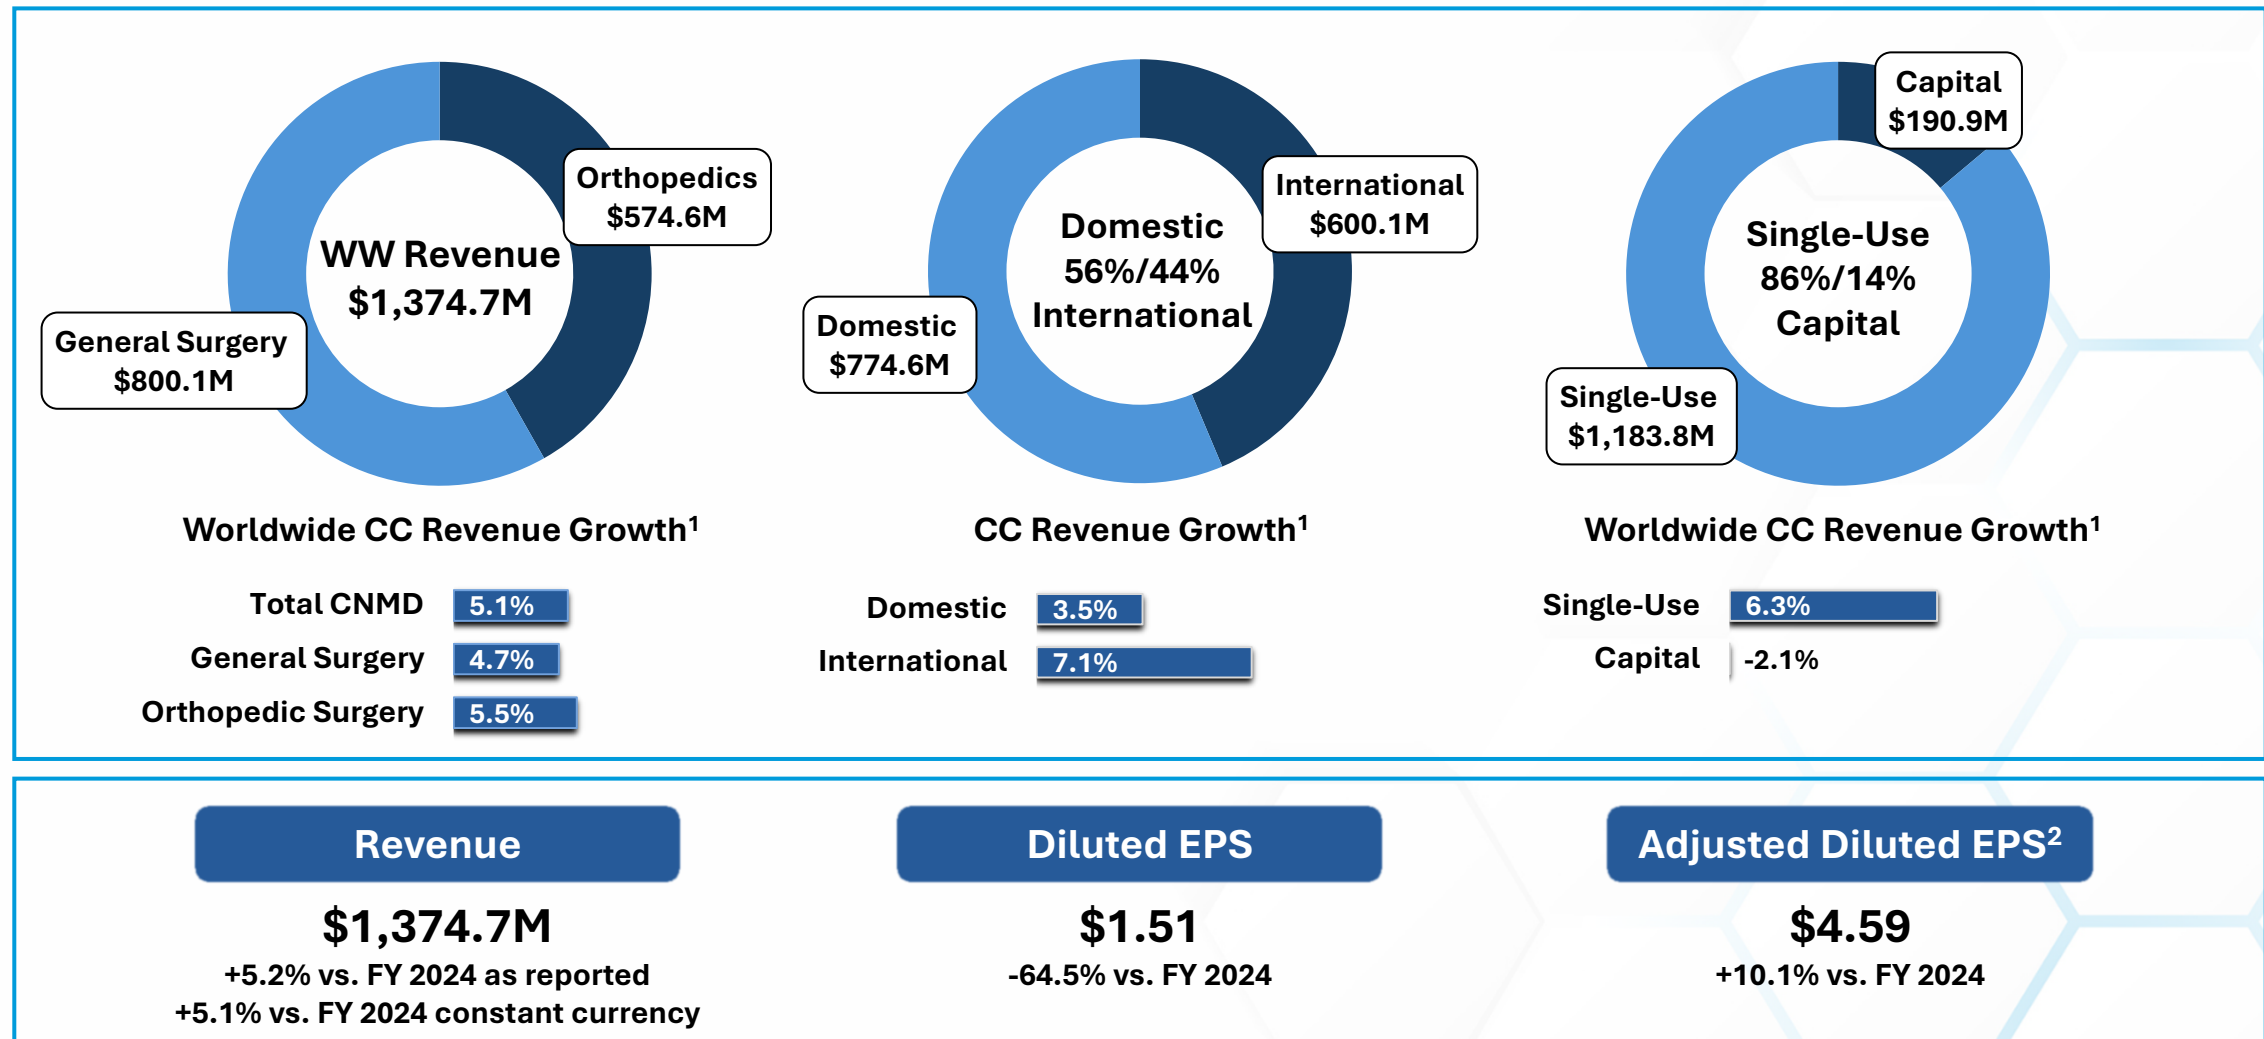 Orthopedics
$574.6M
WW Revenue
$1,374.7M
General Surgery
$800.1M
Worldwide CC Revenue Growth¹
Total CNMD 5.1%
General Surgery 4.7%
Orthopedic Surgery 5.5%
International
$600.1M
Domestic
56%/44%
International
Domestic
$774.6M
CC Revenue Growth¹
Domestic 3.5%
International 7.1%
Capital
$190.9M
Single-Use
86%/14%
Capital
Single-Use
$1,183.8M
Worldwide CC Revenue Growth¹
Single-Use 6.3%
Capital -2.1%
Revenue
$1,374.7M
+5.2% vs. FY 2024 as reported
+5.1% vs. FY 2024 constant currency
Diluted EPS
$1.51
-64.5% vs. FY 2024
Adjusted Diluted EPS²
$4.59
+10.1% vs. FY 2024